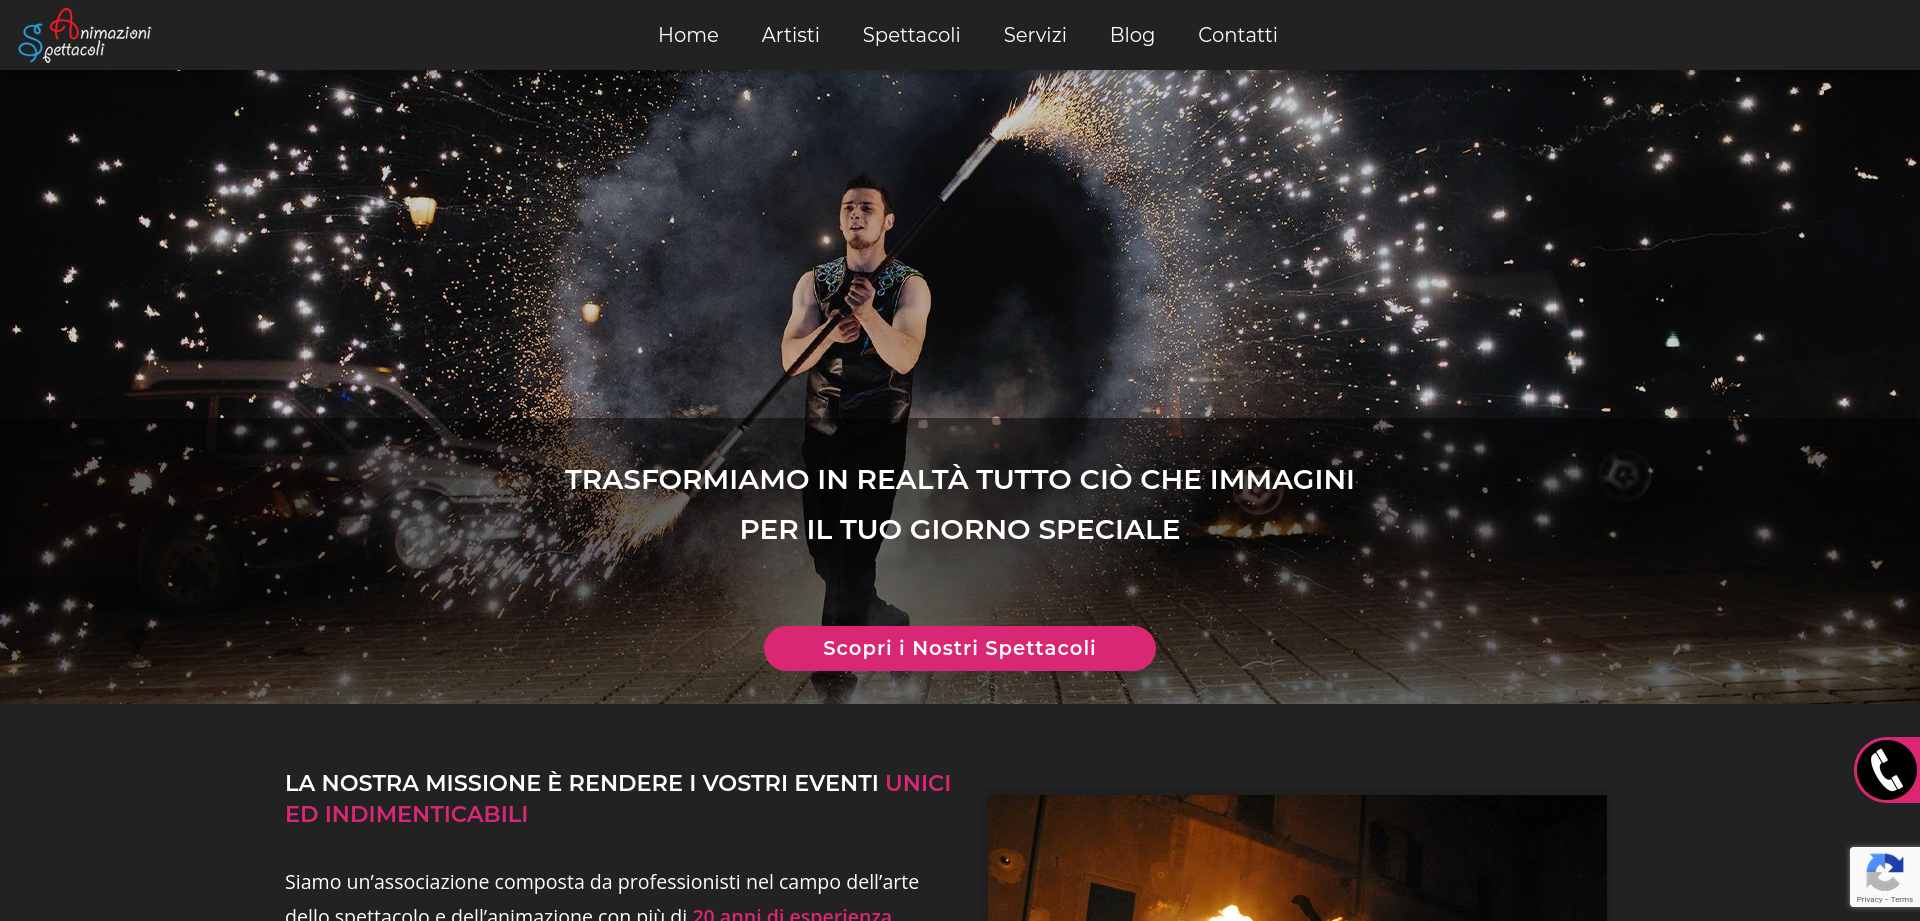 Animazioni
Spettacoli
Home
Artisti
Spettacoli
Servizi
Blog
Contatti
TRASFORMIAMO IN REALTÀ TUTTO CIÒ CHE IMMAGINI
PER IL TUO GIORNO SPECIALE
Scopri i Nostri Spettacoli
LA NOSTRA MISSIONE È RENDERE I VOSTRI EVENTI UNICI
ED INDIMENTICABILI
Siamo un’associazione composta da professionisti nel campo dell’arte
dello spettacolo e dell’animazione con più di 20 anni di esperienza
Privacy - Terms